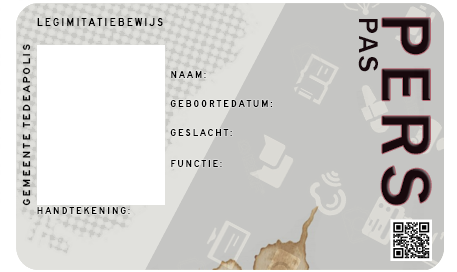 LEGIMITATIEBEWIJS
GEMEENTE TEDEAPOLIS
NAAM:
GEBOORTEDATUM:
GESLACHT:
FUNCTIE:
HANDTEKENING:
PERS
PAS